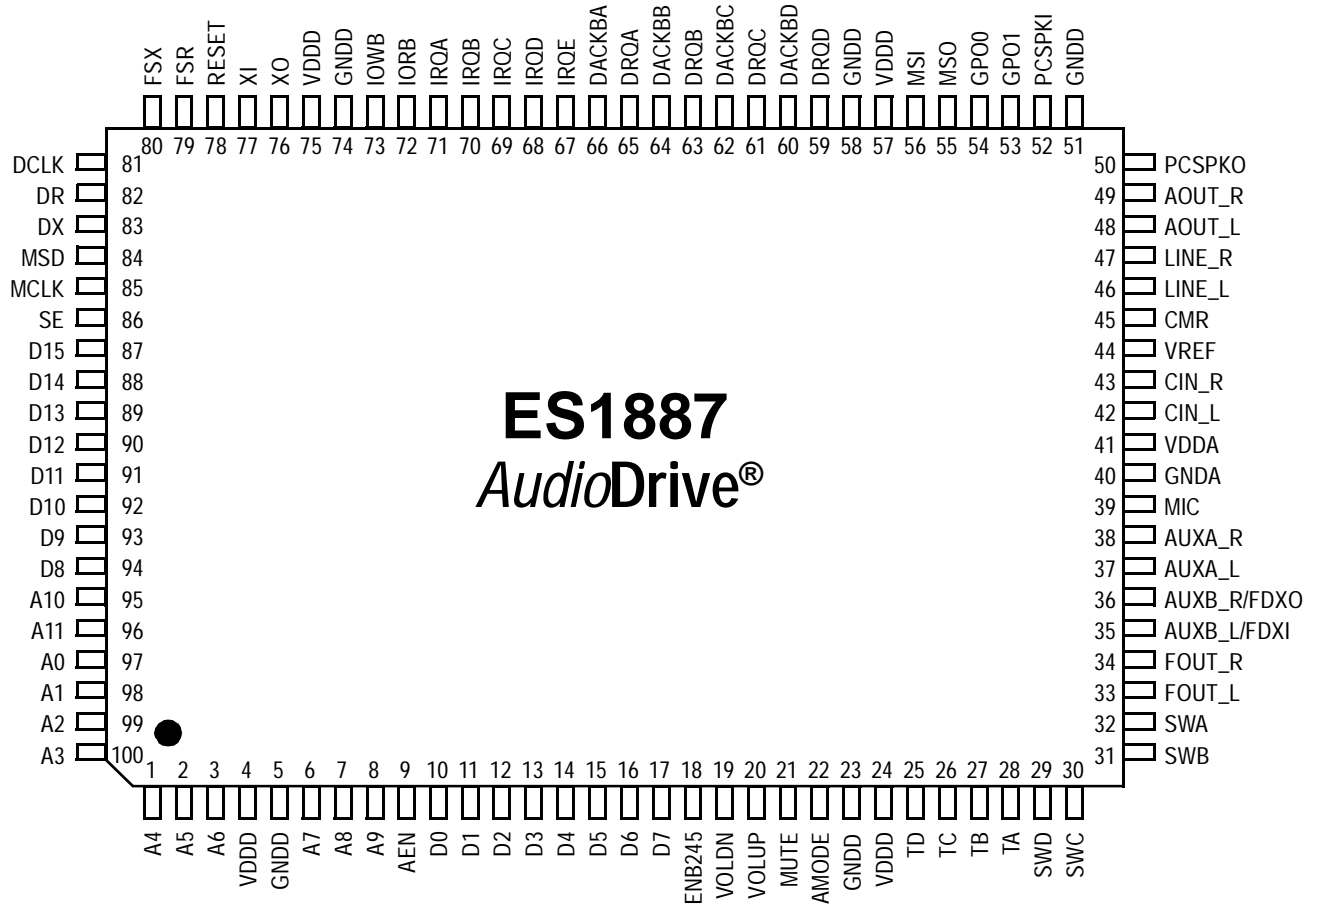 FSX FSR RESET XI XO VDDD GNDD IOWB IORB IRQA IRQB IRQC IRQD IRQE DACKBA DRQA DACKBB DRQB DACKBC DRQC DACKBD DRQD GNDD VDDD MSI MSO GPO0 GPO1 PCSPKI GNDD
80 79 78 77 76 75 74 73 72 71 70 69 68 67 66 65 64 63 62 61 60 59 58 57 56 55 54 53 52 51
DCLK 81 50 PCSPKO
DR 82 49 AOUT_R
DX 83 48 AOUT_L
MSD 84 47 LINE_R
MCLK 85 46 LINE_L
SE 86 45 CMR
D15 87 44 VREF
D14 88 43 CIN_R
D13 89 42 CIN_L
D12 90 41 VDDA
D11 91 40 GNDA
D10 92 39 MIC
D9 93 38 AUXA_R
D8 94 37 AUXA_L
A10 95 36 AUXB_R/FDXO
A11 96 35 AUXB_L/FDXI
A0 97 34 FOUT_R
A1 98 33 FOUT_L
A2 99 32 SWA
A3 100 31 SWB
ES1887
AudioDrive®
1 2 3 4 5 6 7 8 9 10 11 12 13 14 15 16 17 18 19 20 21 22 23 24 25 26 27 28 29 30
A4 A5 A6 VDDD GNDD A7 A8 A9 AEN D0 D1 D2 D3 D4 D5 D6 D7 ENB245 VOLDN VOLUP MUTE AMODE GNDD VDDD TD TC TB TA SWD SWC